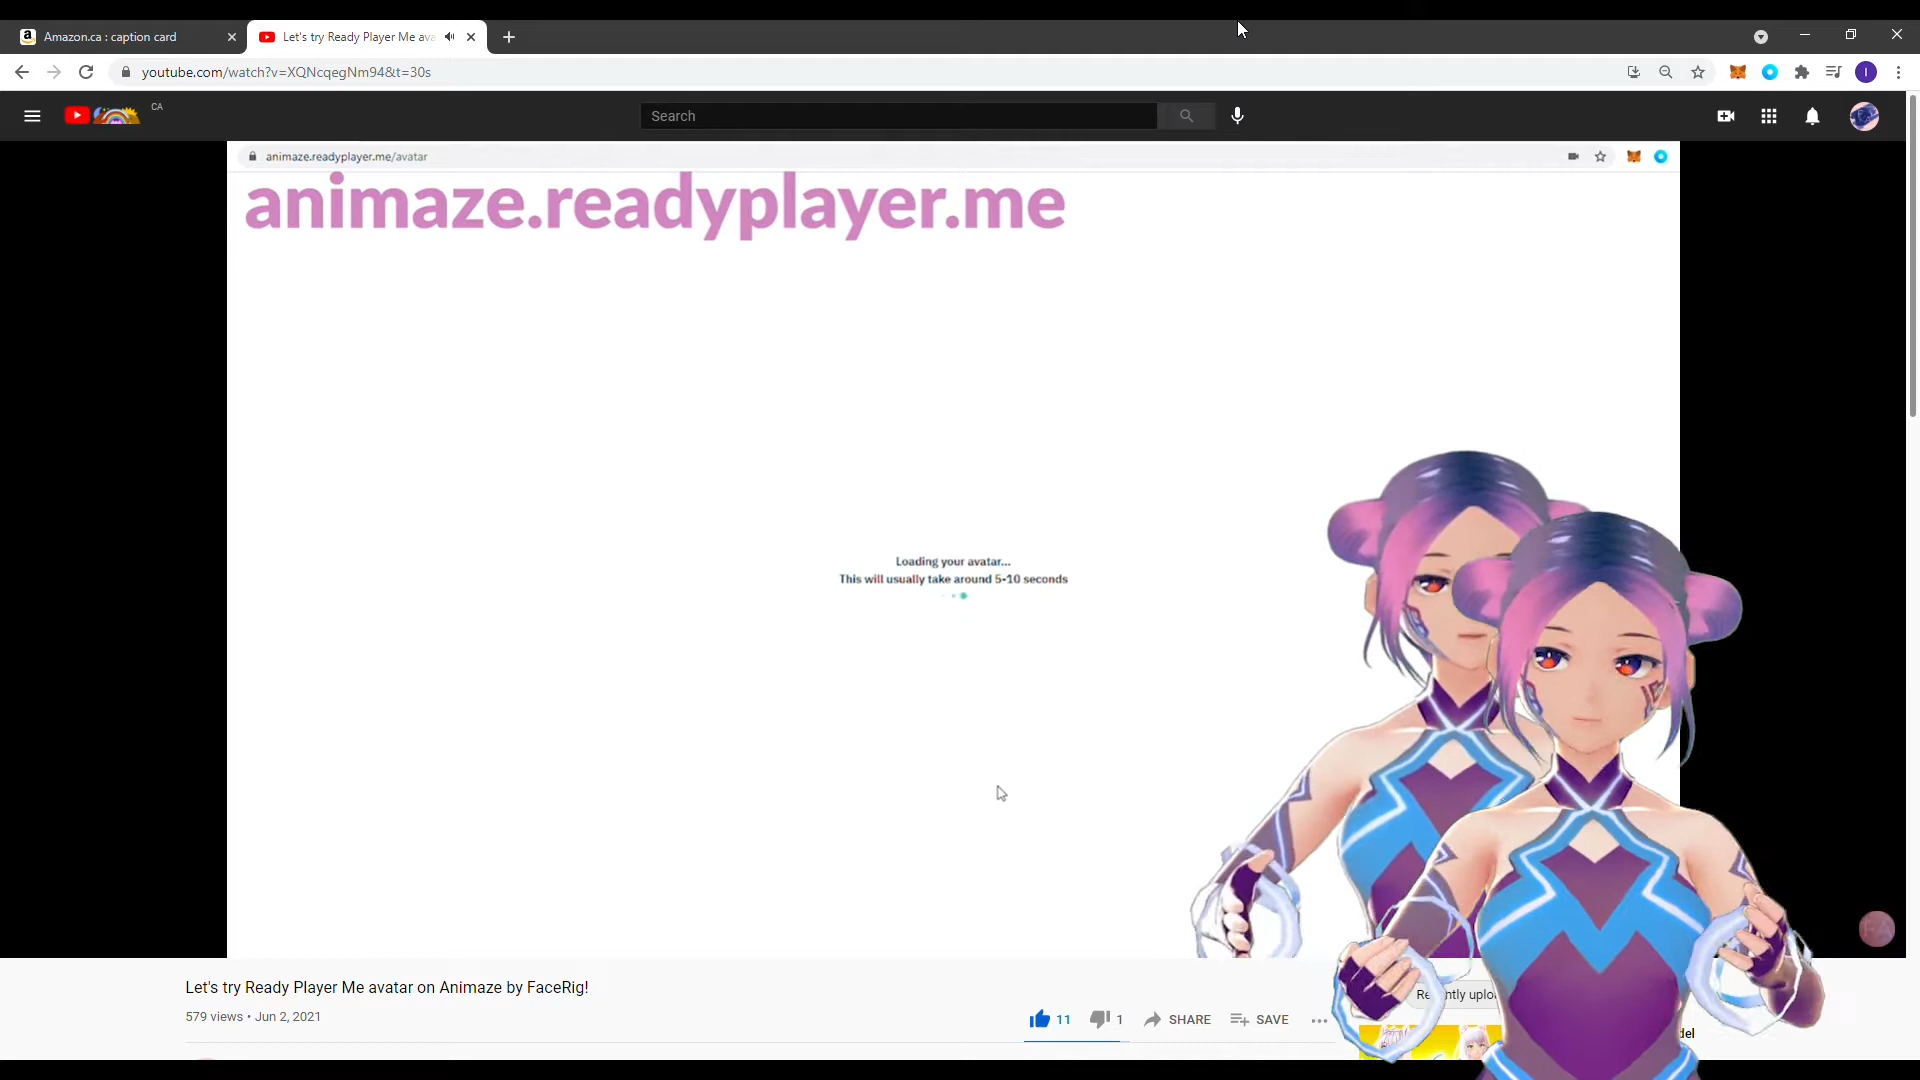 Amazon.ca : caption card
Let's try Ready Player Me ava
youtube.com/watch?v=XQNcqegNm94&t=30s
I
CA
Search
animaze.readyplayer.me/avatar
animaze.readyplayer.me
Loading your avatar...
This will usually take around 5-10 seconds
FA
Let's try Ready Player Me avatar on Animaze by FaceRig!
579 views • Jun 2, 2021
11
1
SHARE
SAVE